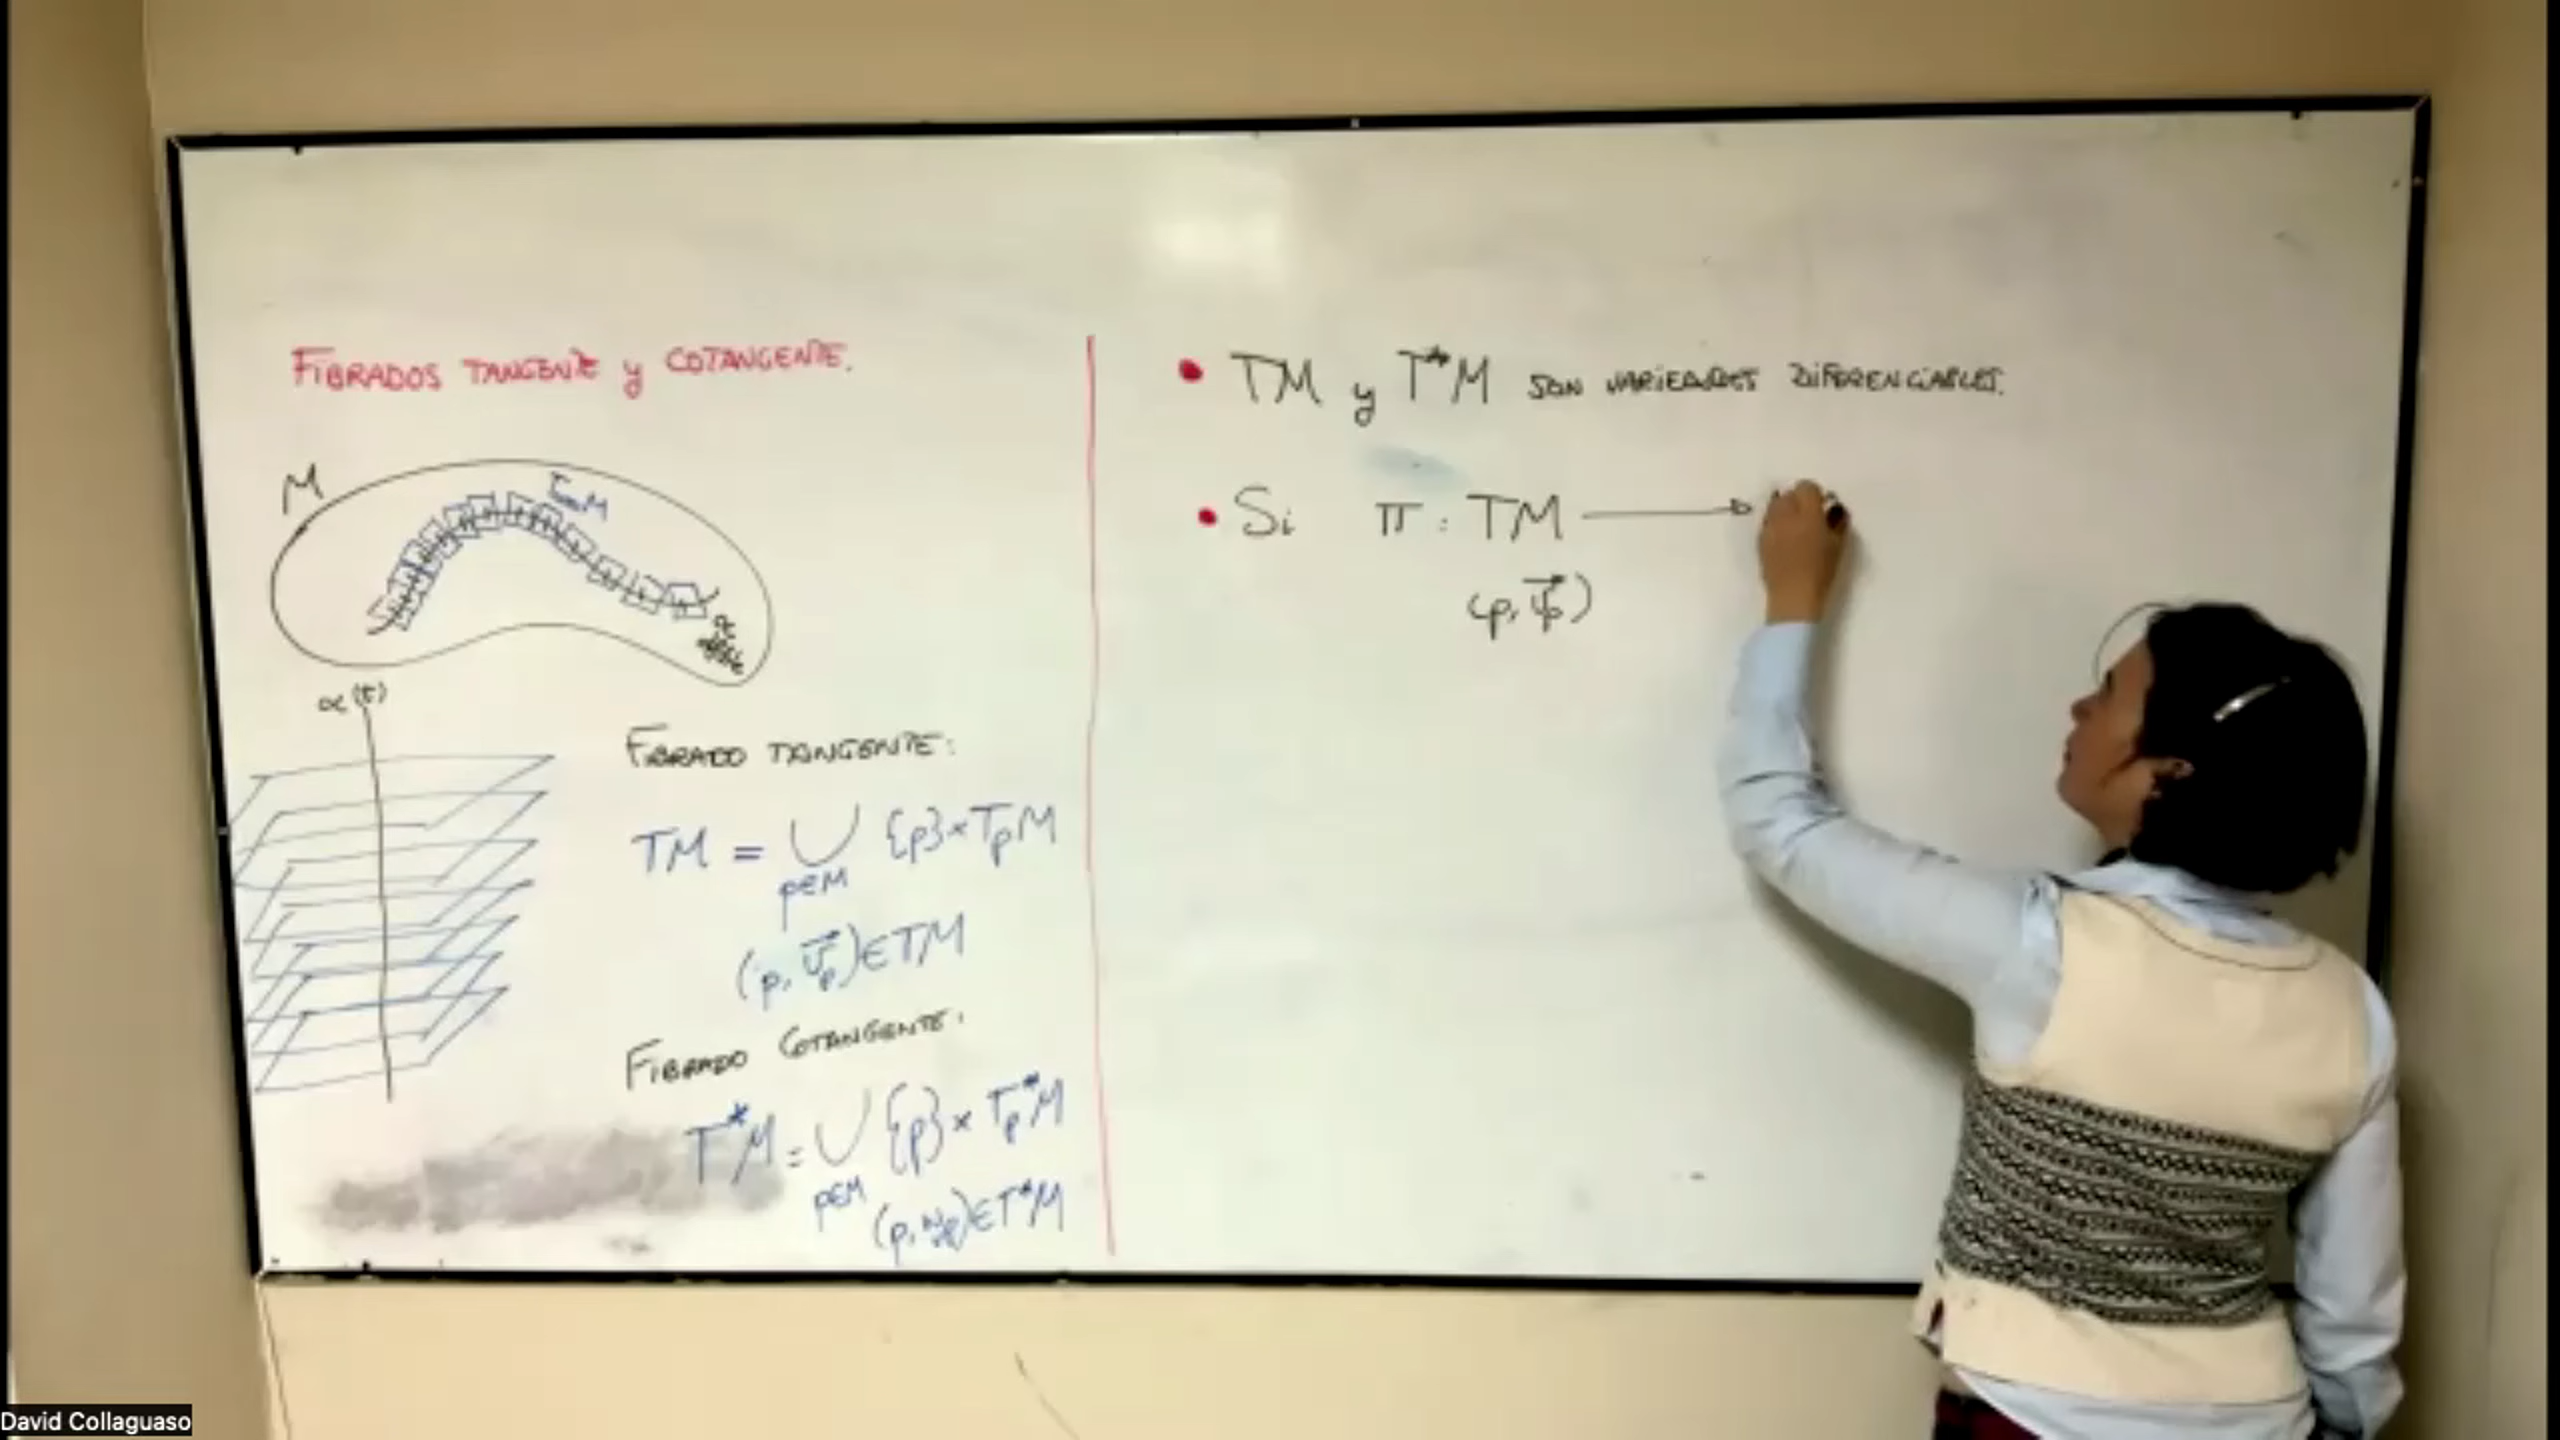 FIBRADOS TANGENTE y COTANGENTE.
M
α(t)
FIBRADO TANGENTE:
TM = ∪ {p} × TₚM
p∈M
(p, v⃗ₚ) ∈ TM
FIBRADO COTANGENTE.
T*M = ∪ {p} × Tₚ*M
p∈M
(p, wₚ) ∈ T*M
• TM y T*M SON VARIEDADES DIFERENCIABLES.
• Si π : TM →
(p, v⃗ₚ)
David Collaguaso